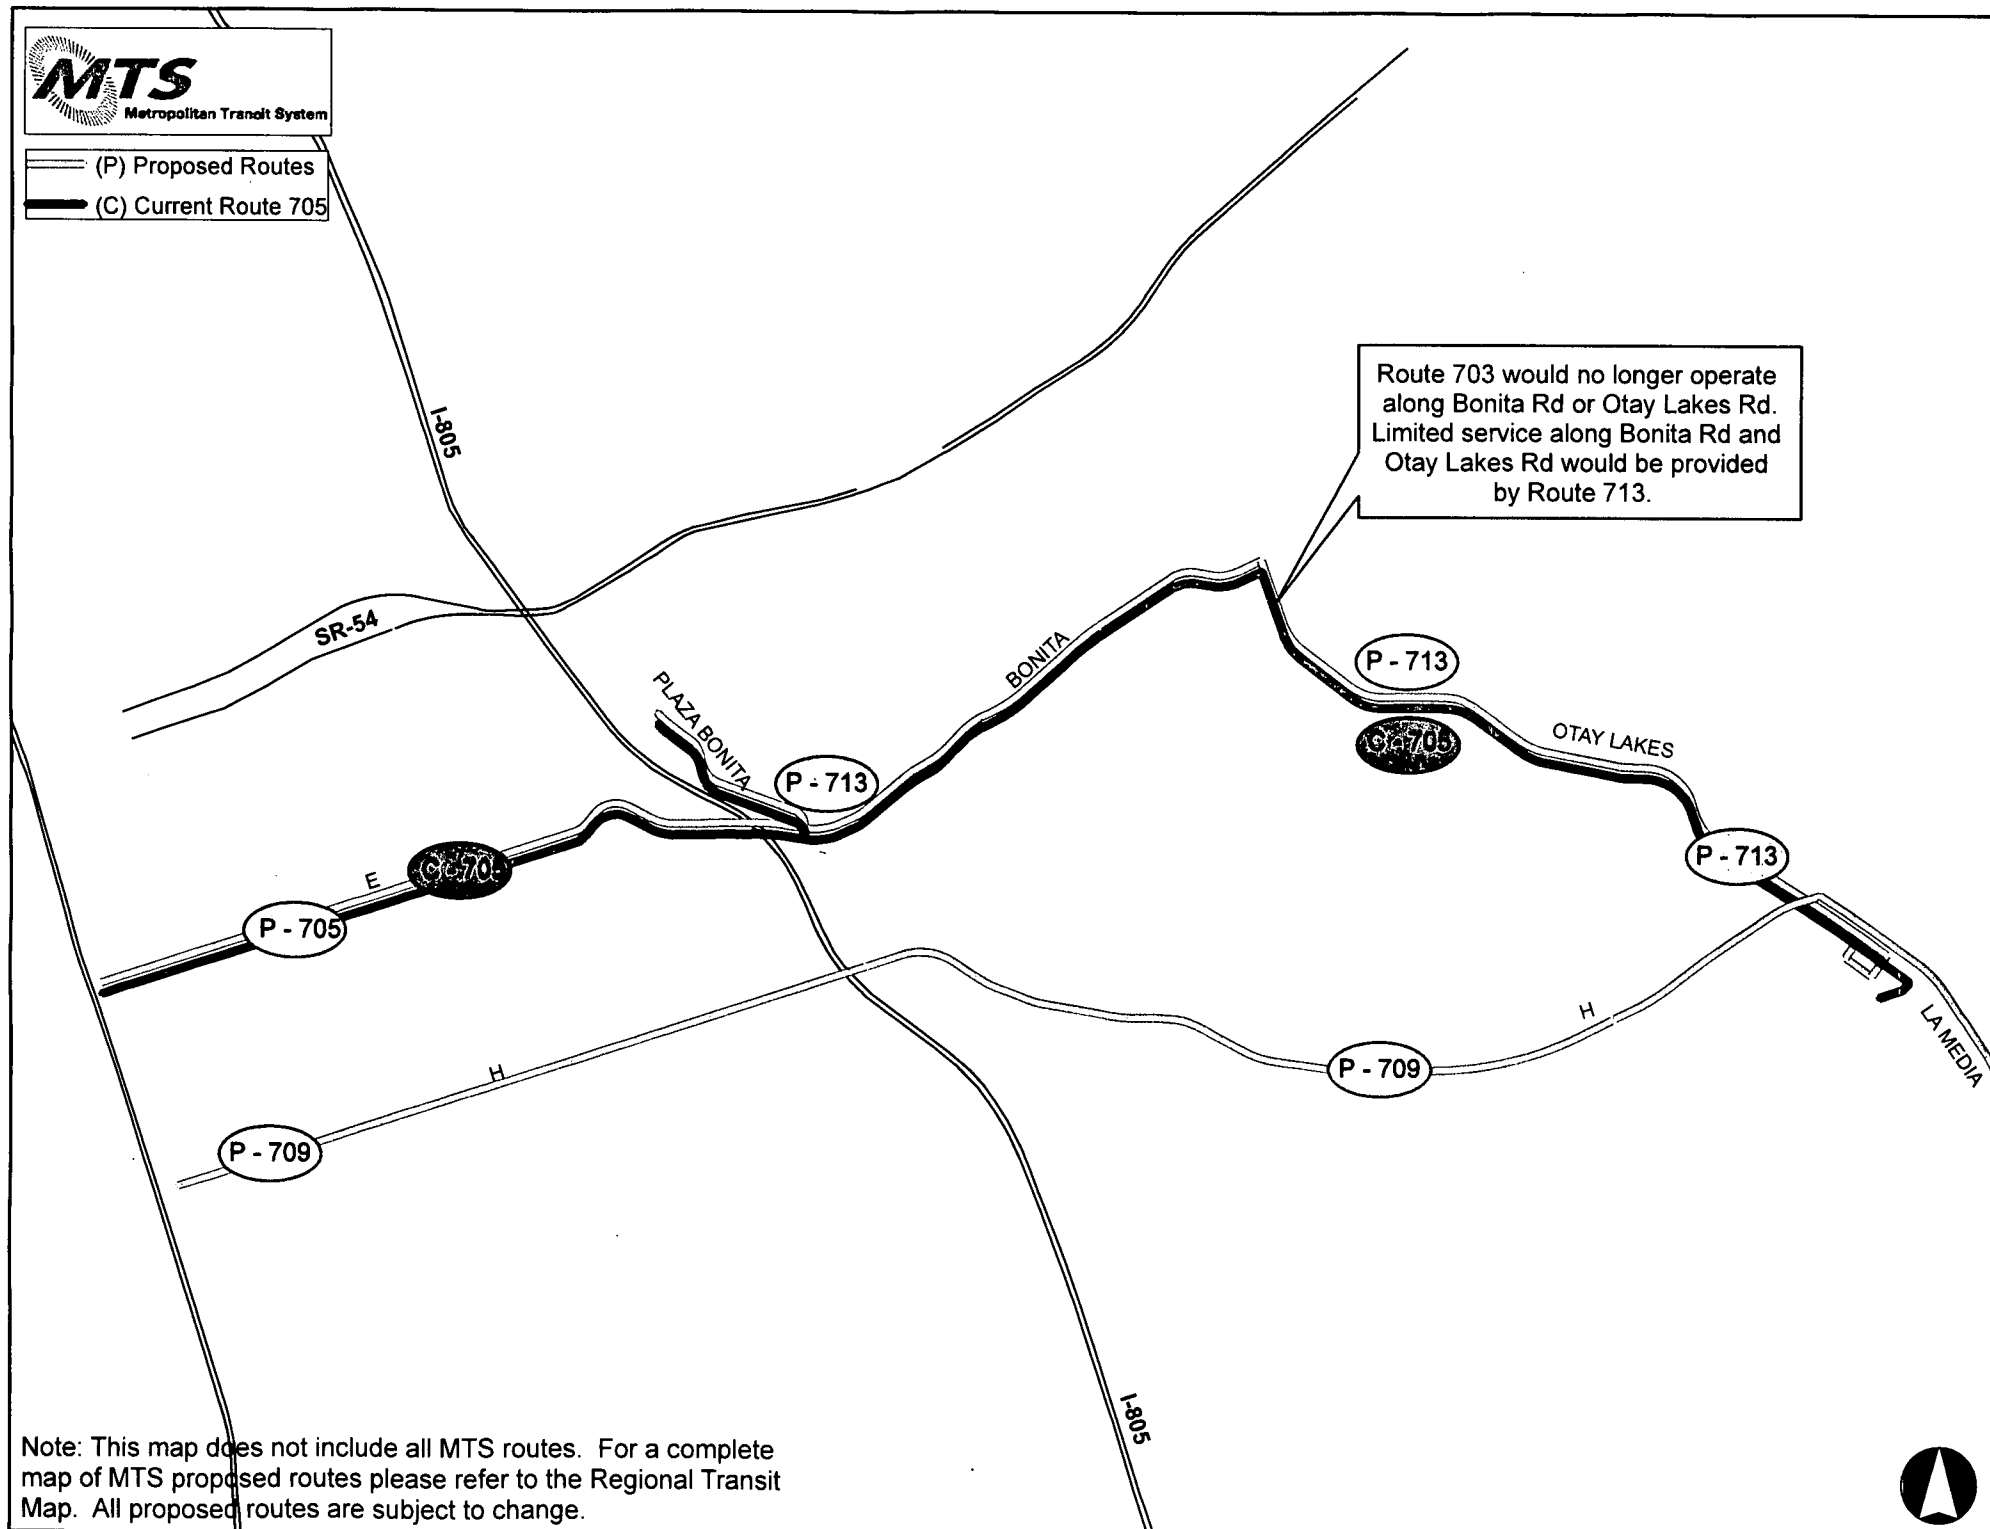 MTS
Metropolitan Transit System
(P) Proposed Routes
(C) Current Route 705
I-805
Route 703 would no longer operate
along Bonita Rd or Otay Lakes Rd.
Limited service along Bonita Rd and
Otay Lakes Rd would be provided
by Route 713.
SR-54
PLAZA BONITA
BONITA
P - 713
C - 705
OTAY LAKES
P - 713
P - 713
E
P - 705
H
P - 709
H
P - 709
LA MEDIA
I-805
Note: This map does not include all MTS routes. For a complete
map of MTS proposed routes please refer to the Regional Transit
Map. All proposed routes are subject to change.